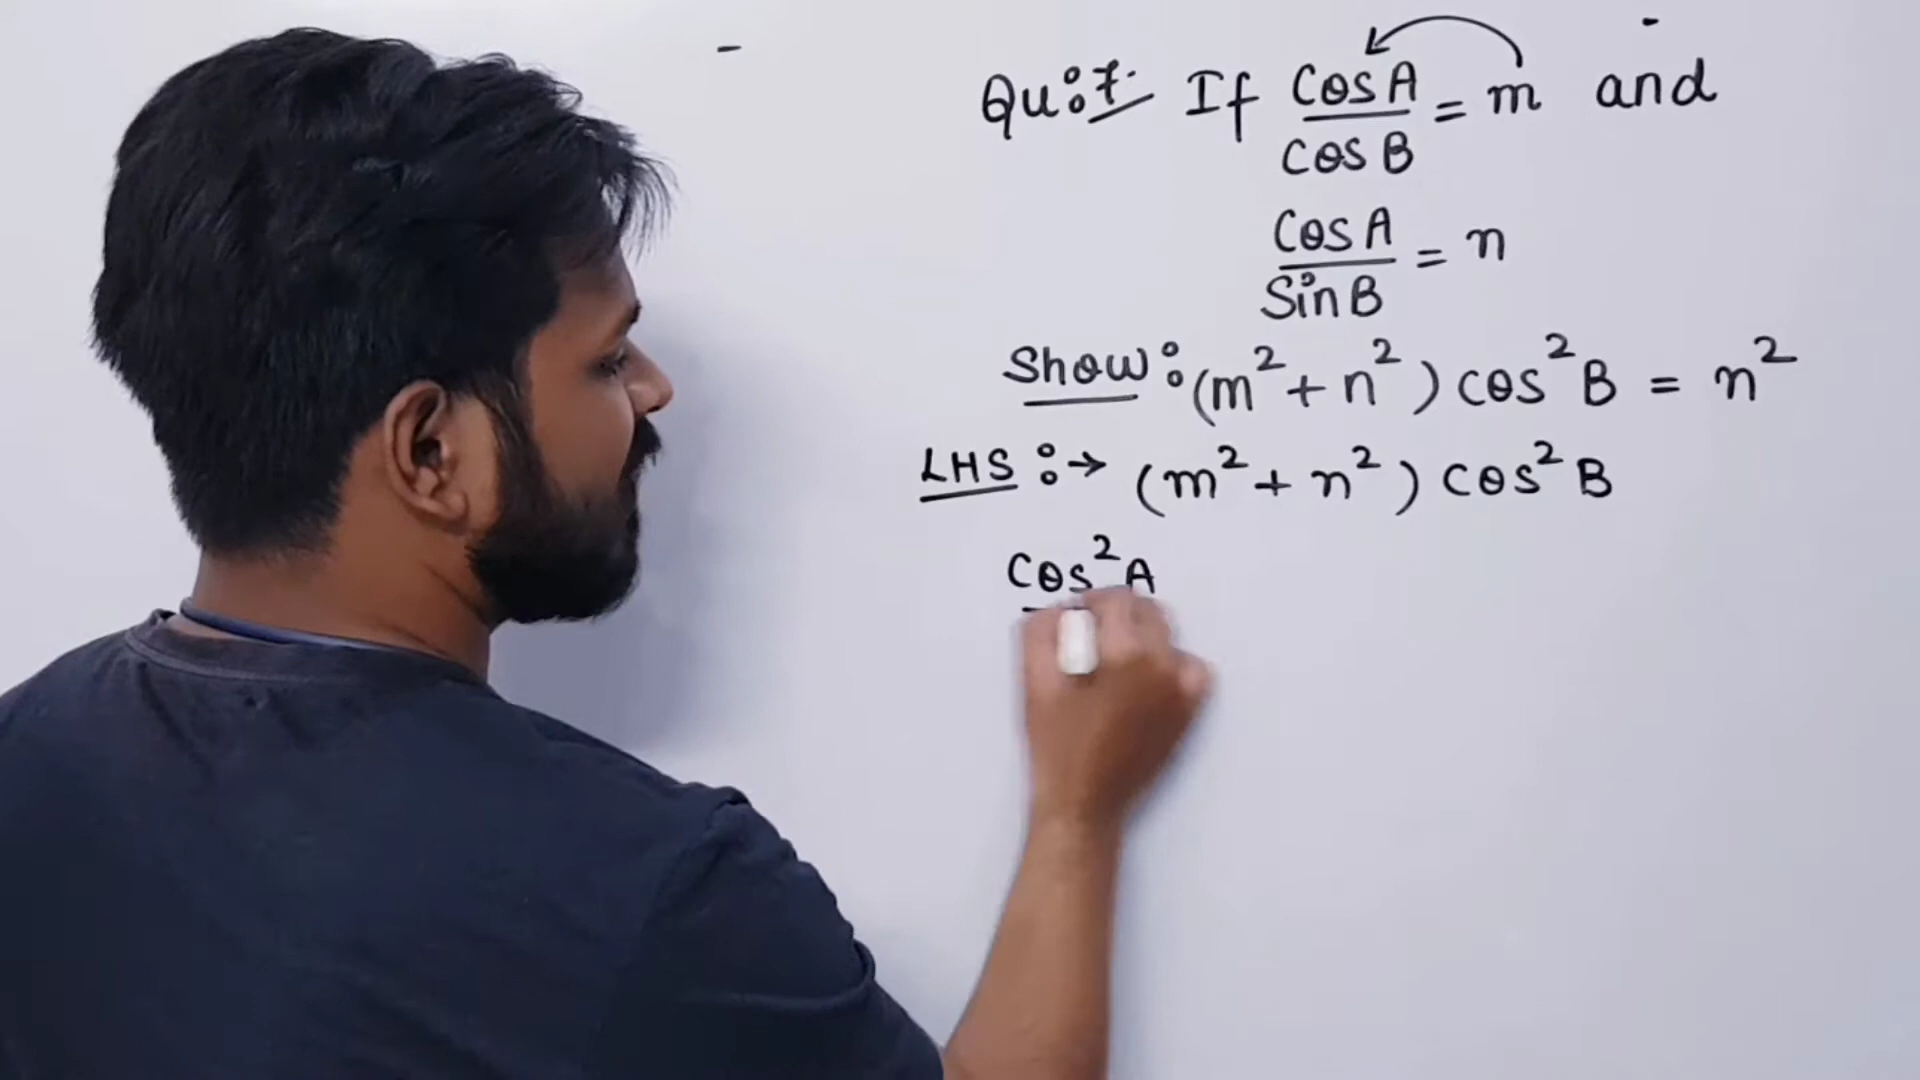 Qu:7. If CosA/CosB = m and
CosA/SinB = n
Show: (m² + n²) cos²B = n²
LHS :→ (m² + n²) cos²B
Cos²A